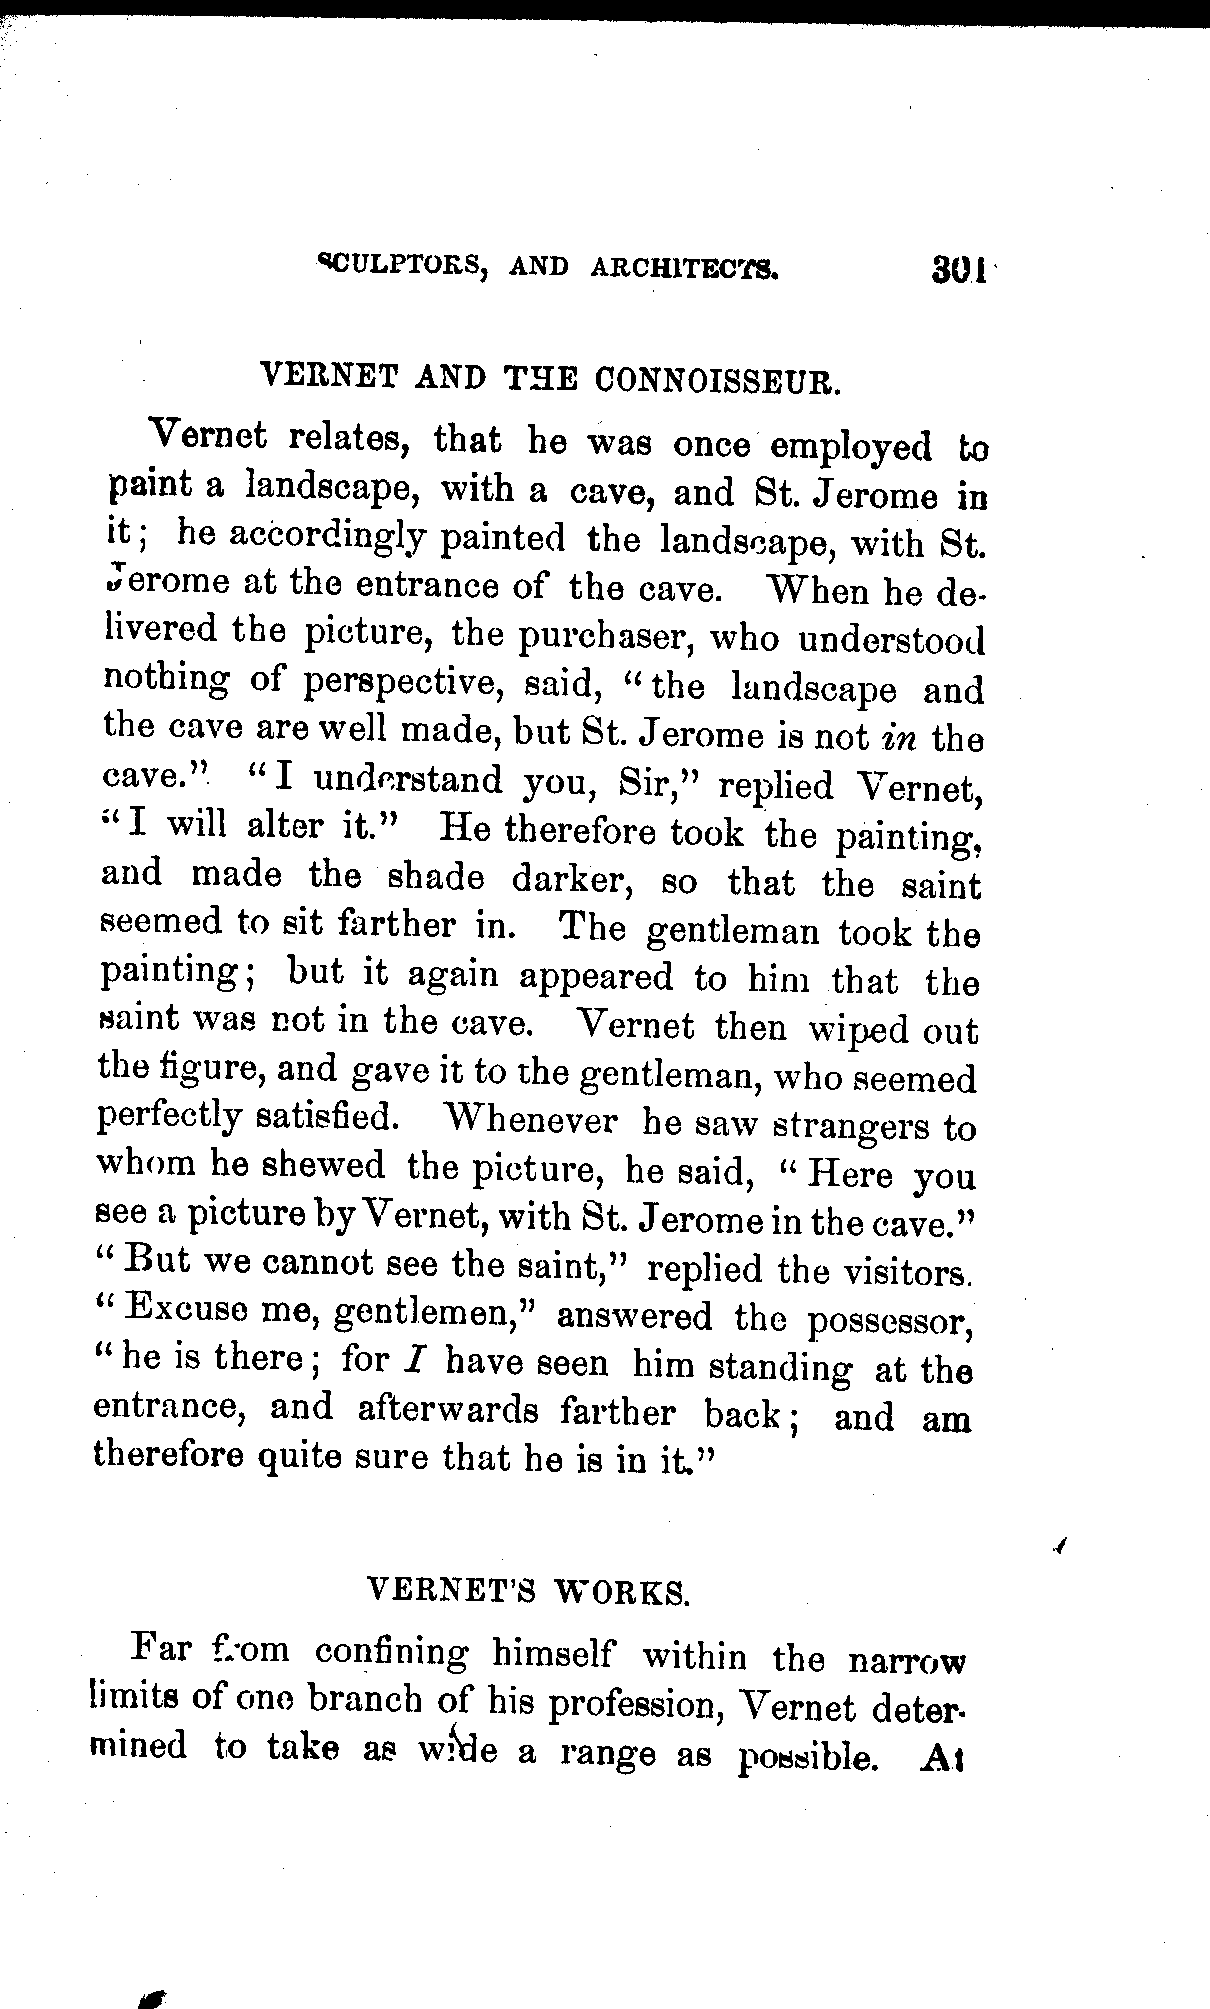 SCULPTORS, AND ARCHITECTS. 301
VERNET AND THE CONNOISSEUR.
Vernet relates, that he was once employed to
paint a landscape, with a cave, and St. Jerome in
it; he accordingly painted the landscape, with St.
Jerome at the entrance of the cave. When he de-
livered the picture, the purchaser, who understood
nothing of perspective, said, "the landscape and
the cave are well made, but St. Jerome is not in the
cave." "I understand you, Sir," replied Vernet,
"I will alter it." He therefore took the painting,
and made the shade darker, so that the saint
seemed to sit farther in. The gentleman took the
painting; but it again appeared to him that the
saint was not in the cave. Vernet then wiped out
the figure, and gave it to the gentleman, who seemed
perfectly satisfied. Whenever he saw strangers to
whom he shewed the picture, he said, "Here you
see a picture by Vernet, with St. Jerome in the cave."
"But we cannot see the saint," replied the visitors.
"Excuse me, gentlemen," answered the possessor,
"he is there; for I have seen him standing at the
entrance, and afterwards farther back; and am
therefore quite sure that he is in it."
VERNET'S WORKS.
Far from confining himself within the narrow
limits of one branch of his profession, Vernet deter-
mined to take as wide a range as possible. At